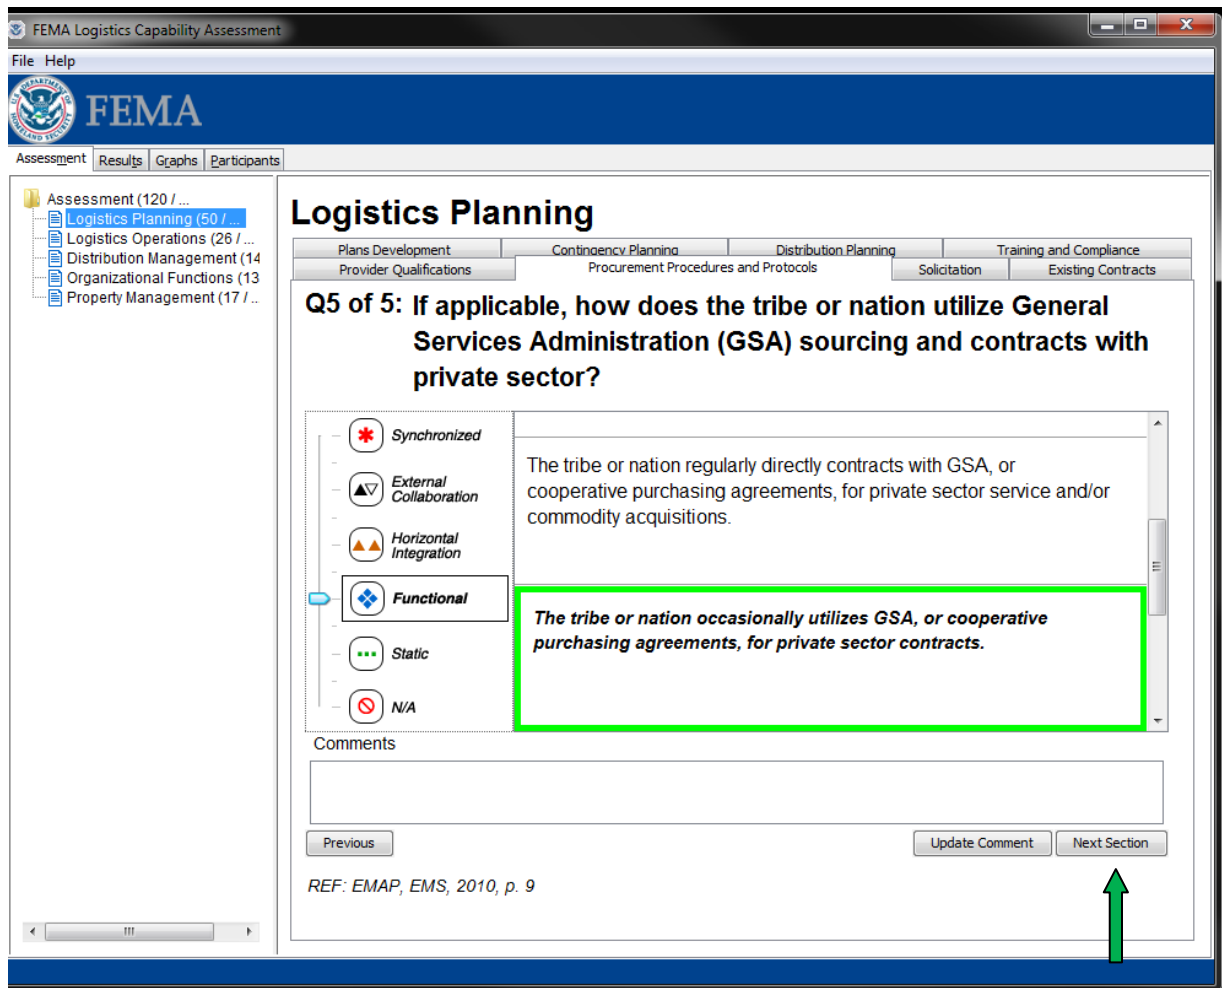 FEMA Logistics Capability Assessment
File Help
FEMA
Assessment Results Graphs Participants
Assessment (120 / ...
Logistics Planning (50 / ...
Logistics Operations (26 / ...
Distribution Management (14
Organizational Functions (13
Property Management (17 / ..
Logistics Planning
Plans Development Contingency Planning Distribution Planning Training and Compliance
Provider Qualifications Procurement Procedures and Protocols Solicitation Existing Contracts
Q5 of 5: If applicable, how does the tribe or nation utilize General
Services Administration (GSA) sourcing and contracts with
private sector?
Synchronized
External
Collaboration
Horizontal
Integration
Functional
Static
N/A
The tribe or nation regularly directly contracts with GSA, or
cooperative purchasing agreements, for private sector service and/or
commodity acquisitions.
The tribe or nation occasionally utilizes GSA, or cooperative
purchasing agreements, for private sector contracts.
Comments
Previous Update Comment Next Section
REF: EMAP, EMS, 2010, p. 9